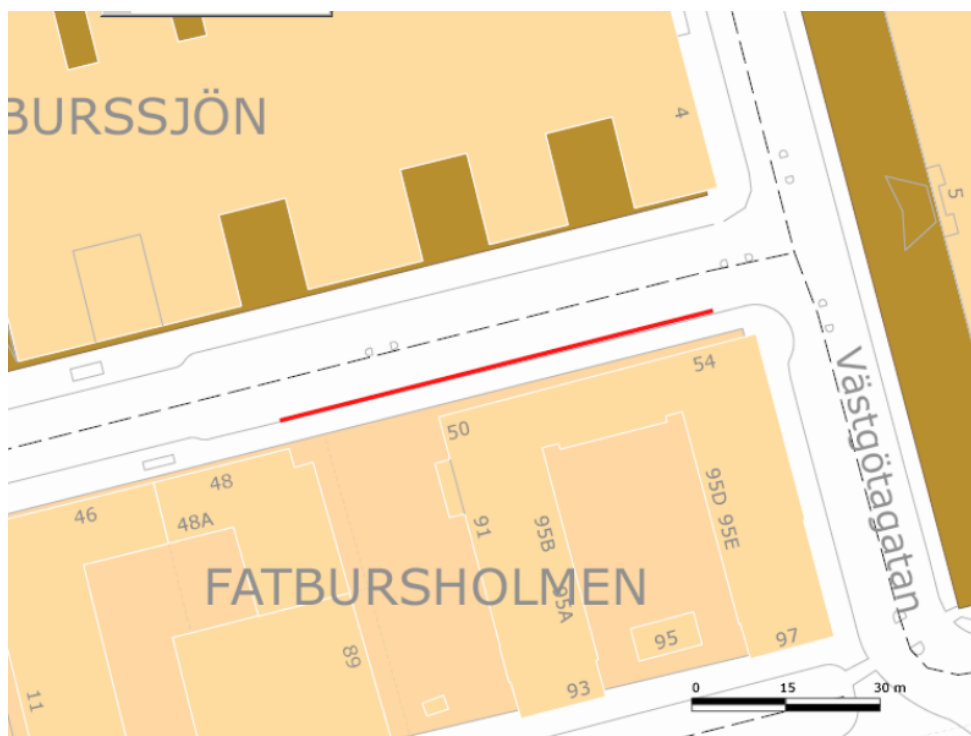 BURSSJÖN
4
5
54
50
Västgötagatan
48
46
48A
91
95B
95D
95E
FATBURSHOLMEN
95A
89
95
97
11
93
0 15 30 m